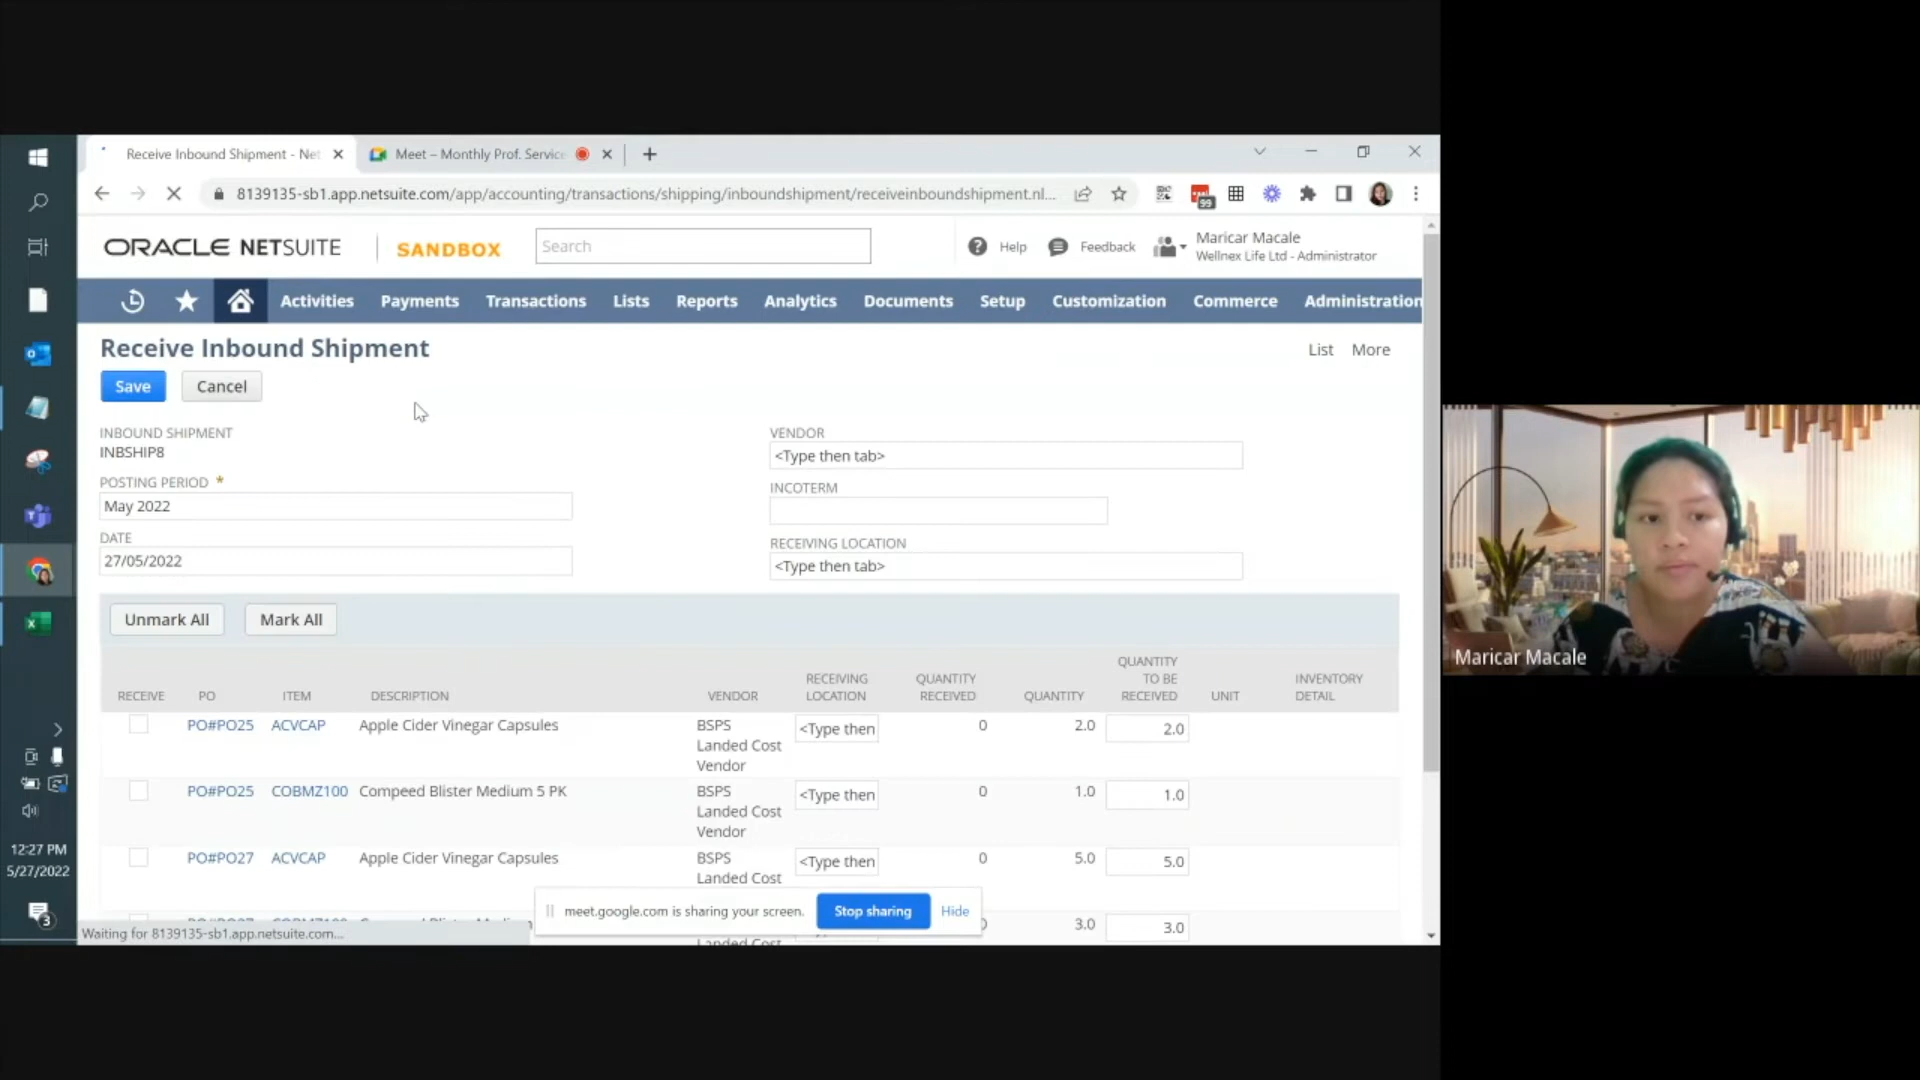 Receive Inbound Shipment - Net
Meet – Monthly Prof. Service
8139135-sb1.app.netsuite.com/app/accounting/transactions/shipping/inboundshipment/receiveinboundshipment.nl...
99
ORACLE NETSUITE
SANDBOX
Search
Help
Feedback
Maricar Macale
Wellnex Life Ltd - Administrator
Activities Payments Transactions Lists Reports Analytics Documents Setup Customization Commerce Administration
Receive Inbound Shipment
List More
Save Cancel
INBOUND SHIPMENT
INBSHIP8
POSTING PERIOD *
May 2022
DATE
27/05/2022
VENDOR
<Type then tab>
INCOTERM
RECEIVING LOCATION
<Type then tab>
Unmark All Mark All
RECEIVE PO ITEM DESCRIPTION VENDOR RECEIVING LOCATION QUANTITY RECEIVED QUANTITY QUANTITY TO BE RECEIVED UNIT INVENTORY DETAIL
PO#PO25 ACVCAP Apple Cider Vinegar Capsules BSPS Landed Cost Vendor <Type then 0 2.0 2.0
PO#PO25 COBMZ100 Compeed Blister Medium 5 PK BSPS Landed Cost Vendor <Type then 0 1.0 1.0
PO#PO27 ACVCAP Apple Cider Vinegar Capsules BSPS Landed Cost <Type then 0 5.0 5.0
3.0 3.0
meet.google.com is sharing your screen. Stop sharing Hide
Waiting for 8139135-sb1.app.netsuite.com...
12:27 PM
5/27/2022
3
Maricar Macale